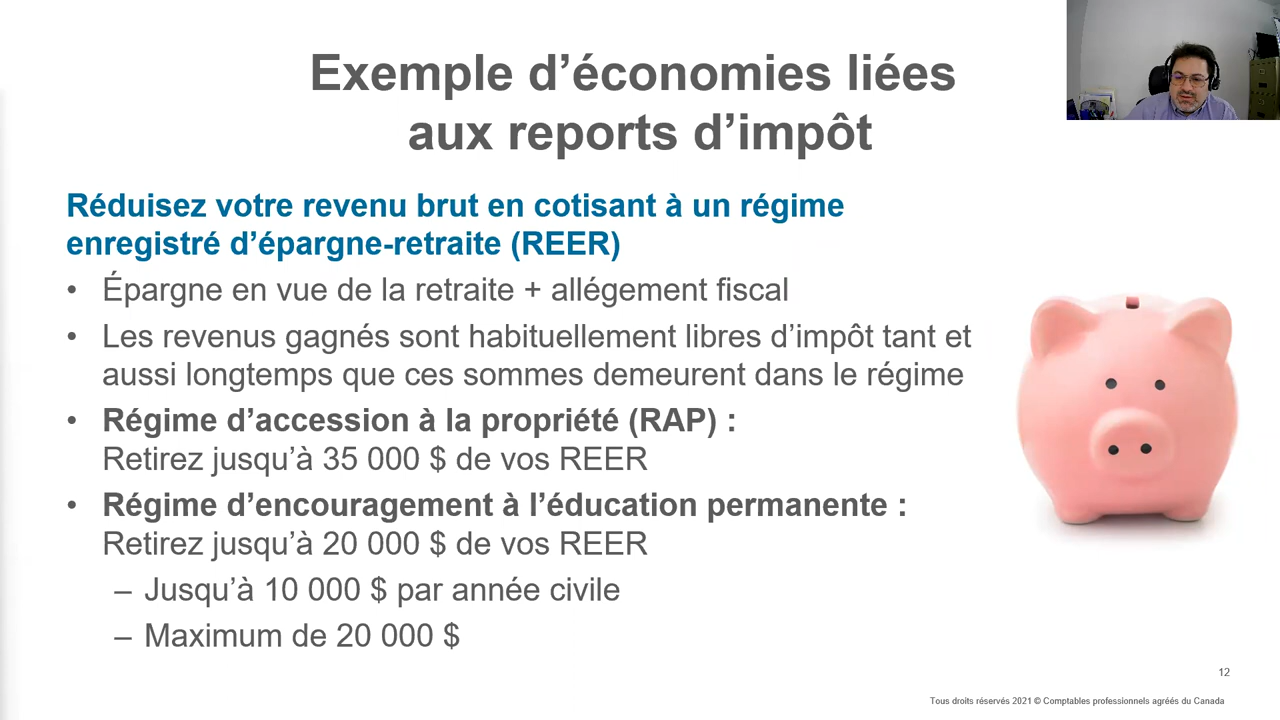 Exemple d’économies liées
aux reports d’impôt
Réduisez votre revenu brut en cotisant à un régime
enregistré d’épargne-retraite (REER)
• Épargne en vue de la retraite + allégement fiscal
• Les revenus gagnés sont habituellement libres d’impôt tant et
aussi longtemps que ces sommes demeurent dans le régime
• Régime d’accession à la propriété (RAP) :
Retirez jusqu’à 35 000 $ de vos REER
• Régime d’encouragement à l’éducation permanente :
Retirez jusqu’à 20 000 $ de vos REER
– Jusqu’à 10 000 $ par année civile
– Maximum de 20 000 $
12
Tous droits réservés 2021 © Comptables professionnels agréés du Canada